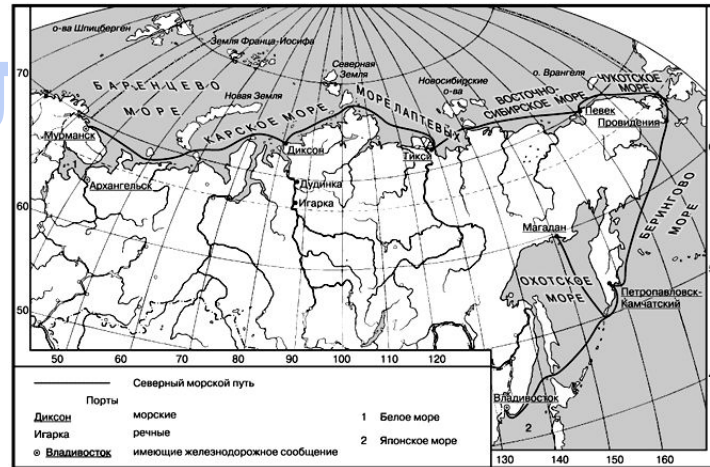 о-ва Шпицберген
Земля Франца-Иосифа
Северная
Земля
Новосибирские
о-ва
о. Врангеля
ЧУКОТСКОЕ
МОРЕ
70
БАРЕНЦЕВО
МОРЕ
Новая Земля
КАРСКОЕ МОРЕ
МОРЕ ЛАПТЕВЫХ
ВОСТОЧНО-
СИБИРСКОЕ МОРЕ
Певек
Провидения
Мурманск
Диксон
Тикси
Архангельск
Дудинка
60
Игарка
Магадан
БЕРИНГОВО
МОРЕ
ОХОТСКОЕ
МОРЕ
Петропавловск-
Камчатский
50
50 60 70 80 90 100 110 120
Владивосток
2
130 140 150 160
Северный морской путь
Порты
Диксон морские
Игарка речные
Владивосток имеющие железнодорожное сообщение
1 Белое море
2 Японское море